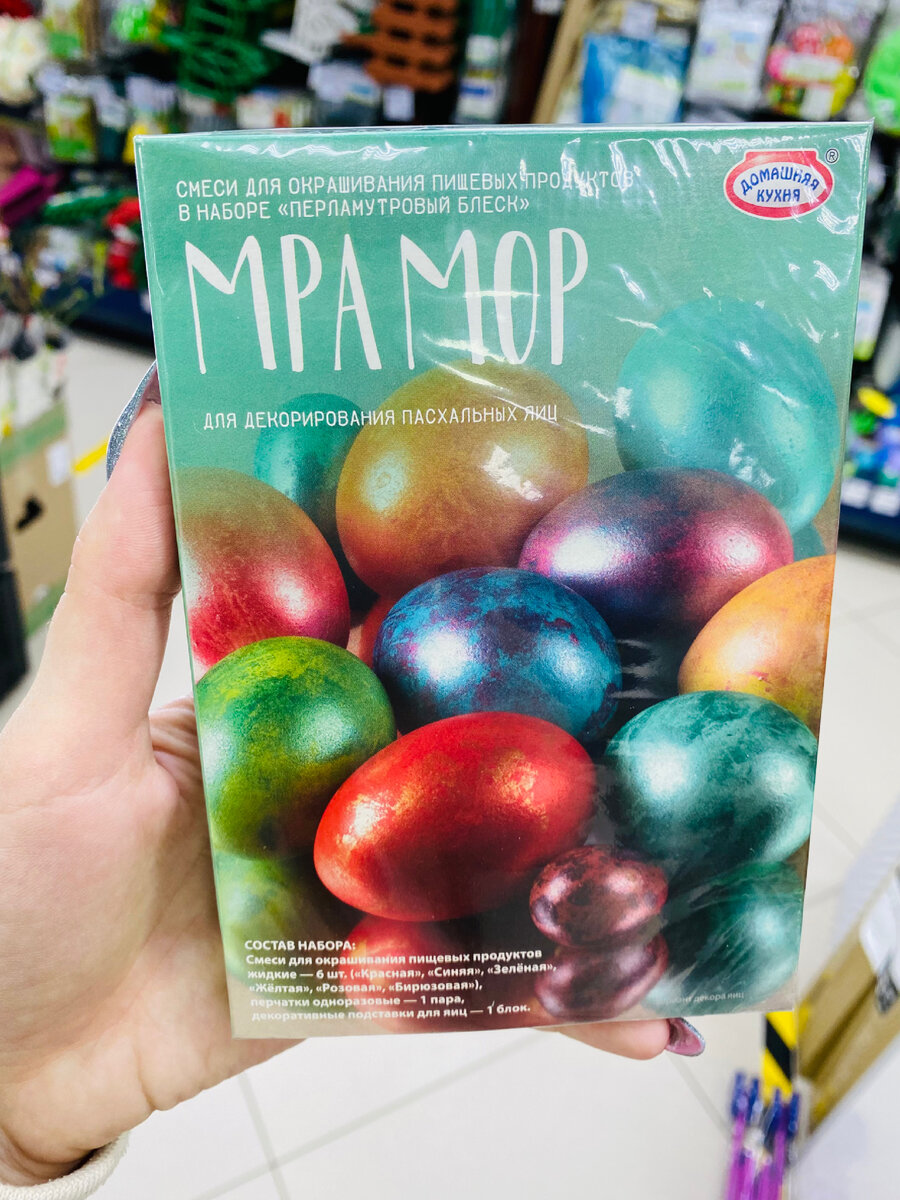 СМЕСИ ДЛЯ ОКРАШИВАНИЯ ПИЩЕВЫХ ПРОДУКТОВ
В НАБОРЕ «ПЕРЛАМУТРОВЫЙ БЛЕСК»
ДОМАШНЯЯ
КУХНЯ
®
МРАМОР
ДЛЯ ДЕКОРИРОВАНИЯ ПАСХАЛЬНЫХ ЯИЦ
СОСТАВ НАБОРА:
Смеси для окрашивания пищевых продуктов
жидкие — 6 шт. («Красная», «Синяя», «Зелёная»,
«Жёлтая», «Розовая», «Бирюзовая»),
перчатки одноразовые — 1 пара,
декоративные подставки для яиц — 1 блок.
декора яиц